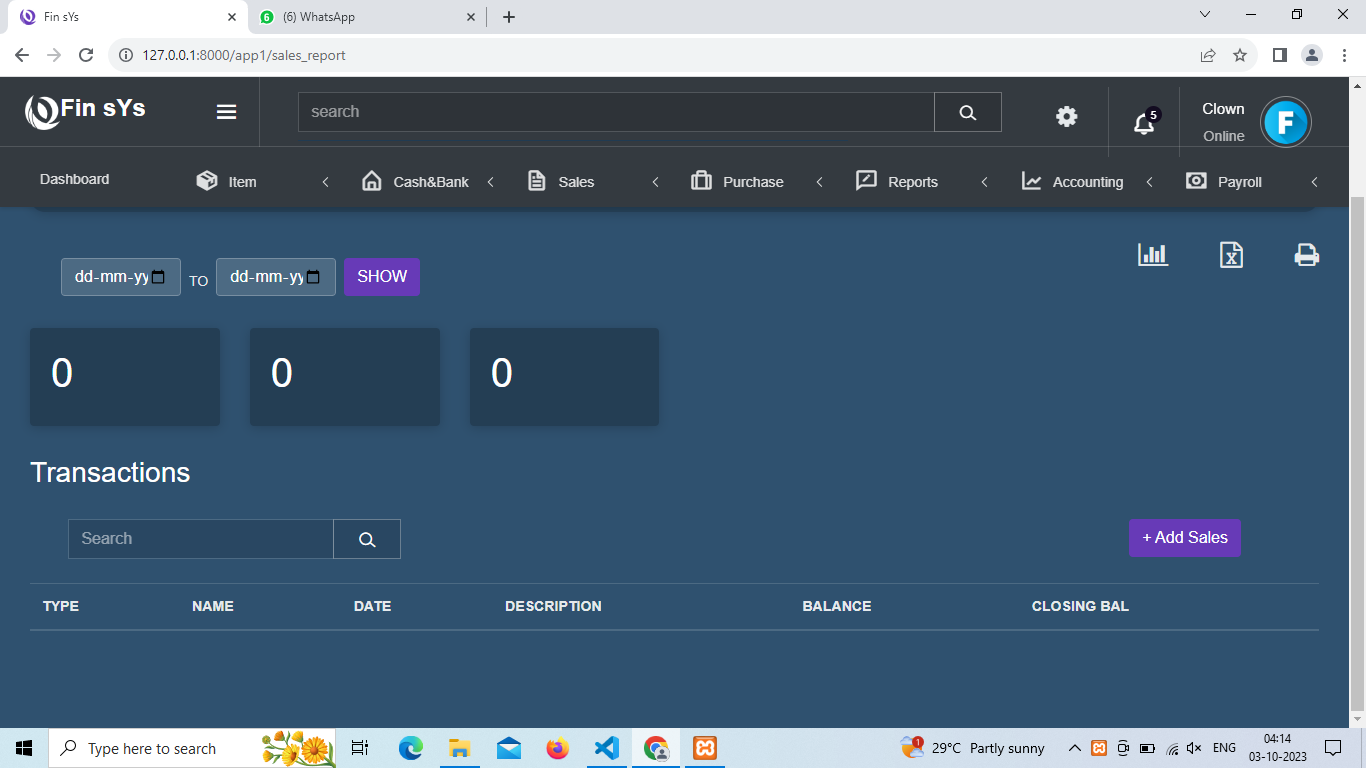 Fin sYs
(6) WhatsApp
127.0.0.1:8000/app1/sales_report
Fin sYs
search
5
Clown
Online
F
Dashboard
Item
Cash&Bank
Sales
Purchase
Reports
Accounting
Payroll
dd-mm-yy
TO
dd-mm-yy
SHOW
X
0
0
0
Transactions
Search
+ Add Sales
TYPE NAME DATE DESCRIPTION BALANCE CLOSING BAL
Type here to search
1
29°C Partly sunny
ENG
04:14
03-10-2023